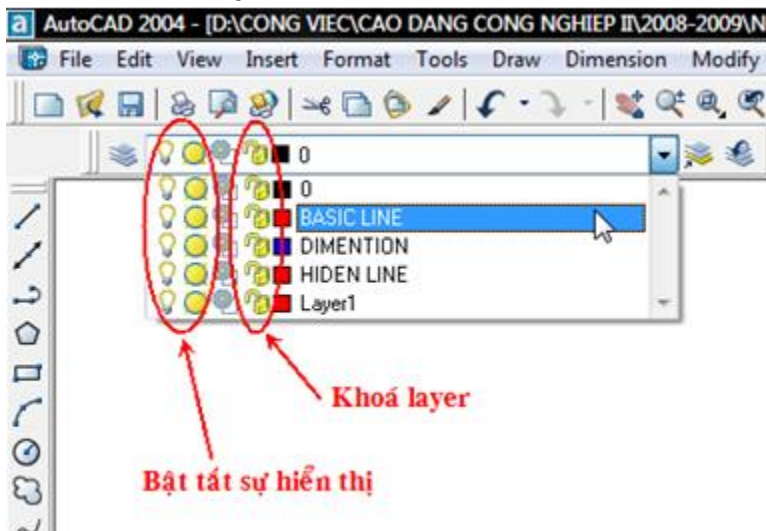 a AutoCAD 2004 - [D:\CONG VIEC\CAO DANG CONG NGHIEP II\2008-2009\N
File Edit View Insert Format Tools Draw Dimension Modify
0
0
BASIC LINE
DIMENTION
HIDEN LINE
Layer1
Khoá layer
Bật tắt sự hiển thị